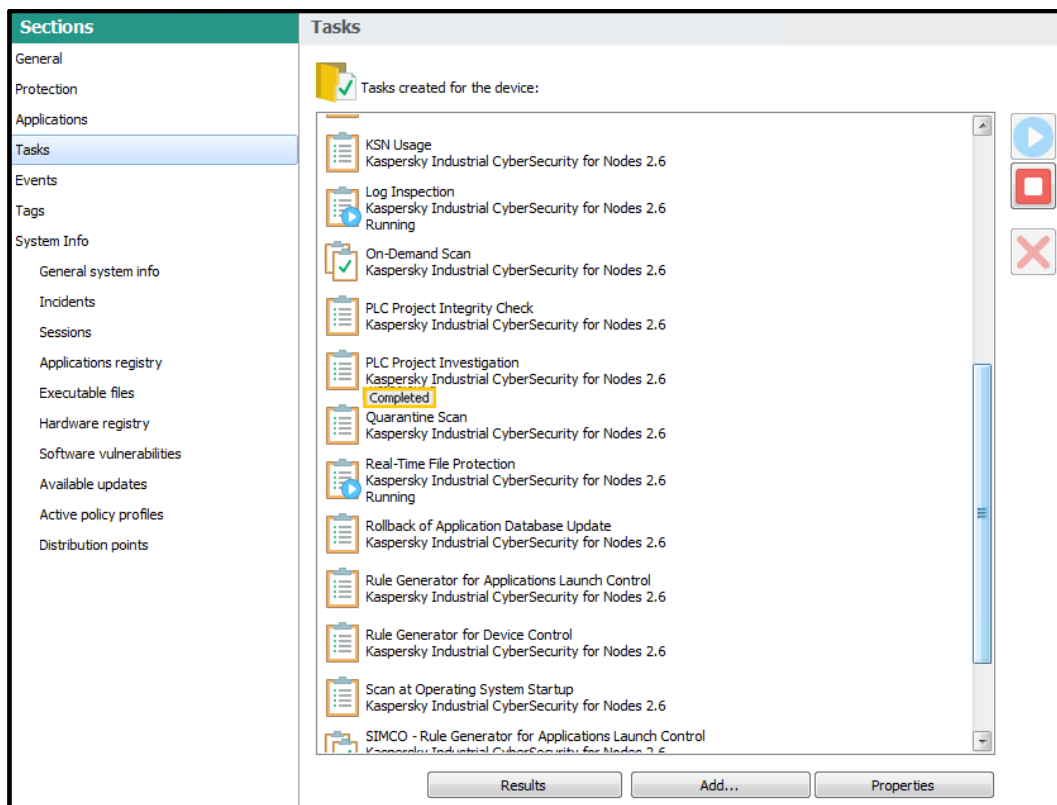 Sections
General
Protection
Applications
Tasks
Events
Tags
System Info
General system info
Incidents
Sessions
Applications registry
Executable files
Hardware registry
Software vulnerabilities
Available updates
Active policy profiles
Distribution points
Tasks
Tasks created for the device:
KSN Usage
Kaspersky Industrial CyberSecurity for Nodes 2.6
Log Inspection
Kaspersky Industrial CyberSecurity for Nodes 2.6
Running
On-Demand Scan
Kaspersky Industrial CyberSecurity for Nodes 2.6
PLC Project Integrity Check
Kaspersky Industrial CyberSecurity for Nodes 2.6
PLC Project Investigation
Kaspersky Industrial CyberSecurity for Nodes 2.6
Completed
Quarantine Scan
Kaspersky Industrial CyberSecurity for Nodes 2.6
Real-Time File Protection
Kaspersky Industrial CyberSecurity for Nodes 2.6
Running
Rollback of Application Database Update
Kaspersky Industrial CyberSecurity for Nodes 2.6
Rule Generator for Applications Launch Control
Kaspersky Industrial CyberSecurity for Nodes 2.6
Rule Generator for Device Control
Kaspersky Industrial CyberSecurity for Nodes 2.6
Scan at Operating System Startup
Kaspersky Industrial CyberSecurity for Nodes 2.6
SIMCO - Rule Generator for Applications Launch Control
Kaspersky Industrial CyberSecurity for Nodes 2.6
Results
Add...
Properties